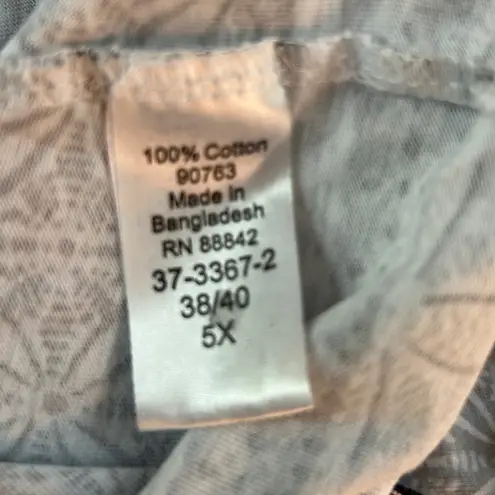 100% Cotton
90763
Made in
Bangladesh
RN 88842
37-3367-2
38/40
5X